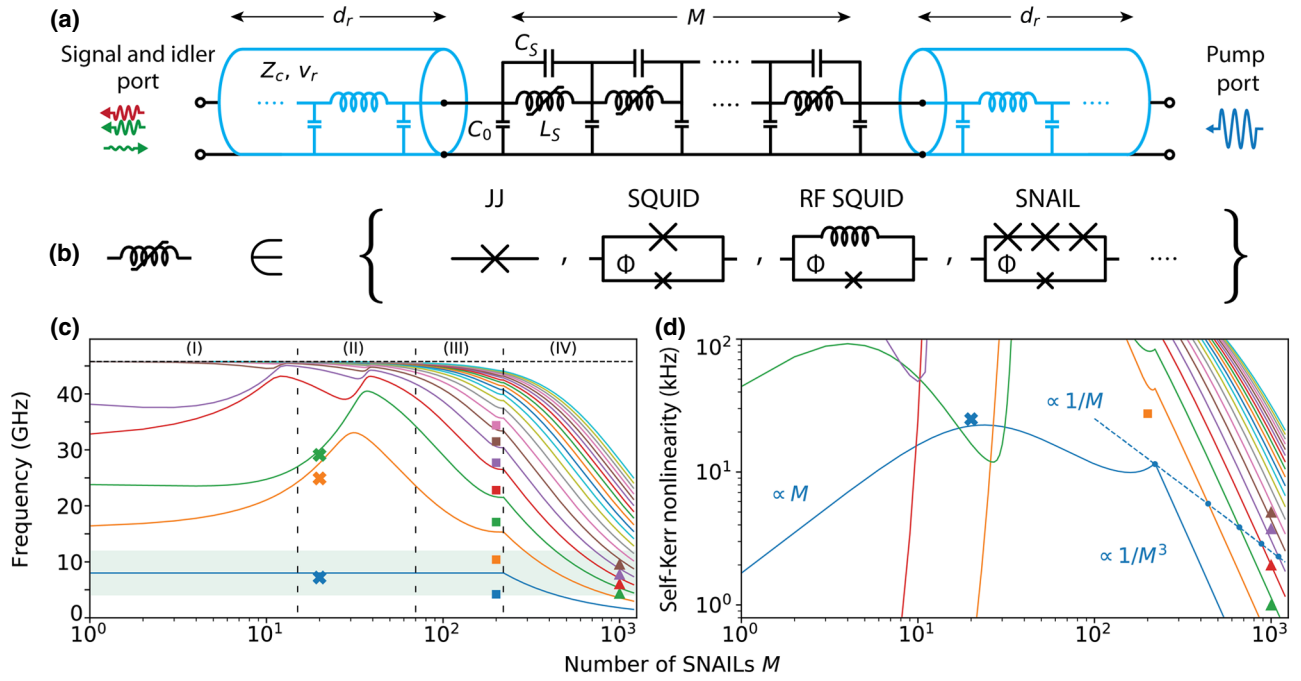 (a)
d_r
M
d_r
Signal and idler
port
Z_c, v_r
C_S
Pump
port
C_0
L_S
JJ
SQUID
RF SQUID
SNAIL
(b)
∈ { , Φ , Φ , Φ .... }
(c)
(d)
(I)
(II)
(III)
(IV)
Frequency (GHz)
40
30
20
10
0
10^0
10^1
10^2
10^3
Self-Kerr nonlinearity (kHz)
10^2
10^1
10^0
∝ 1/M
∝ M
∝ 1/M^3
10^0
10^1
10^2
10^3
Number of SNAILs M